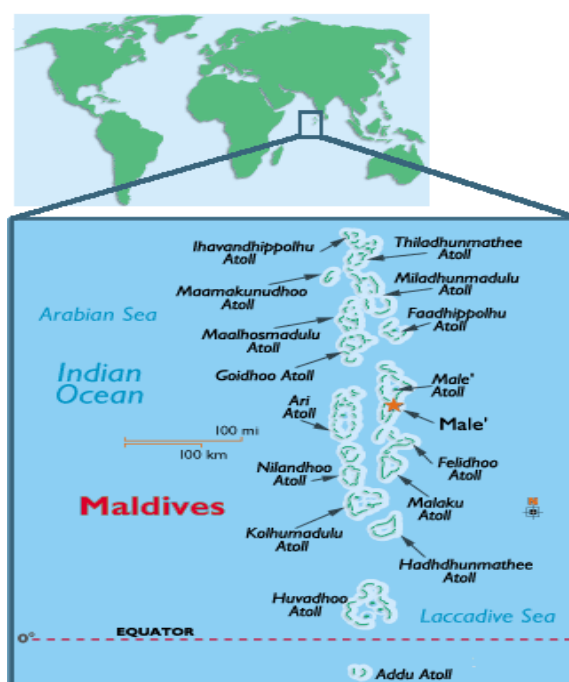 Ihavandhippolhu
Atoll
Thiladhunmathee
Atoll
Maamakunudhoo
Atoll
Miladhunmadulu
Atoll
Arabian Sea
Faadhippolhu
Atoll
Maalhosmadulu
Atoll
Goidhoo Atoll
Indian
Ocean
Male'
Atoll
Ari
Atoll
Male'
100 mi
100 km
Felidhoo
Atoll
Nilandhoo
Atoll
Maldives
Malaku
Atoll
Kolhumadulu
Atoll
Hadhdhunmathee
Atoll
Huvadhoo
Atoll
Laccadive Sea
EQUATOR
0°
Addu Atoll